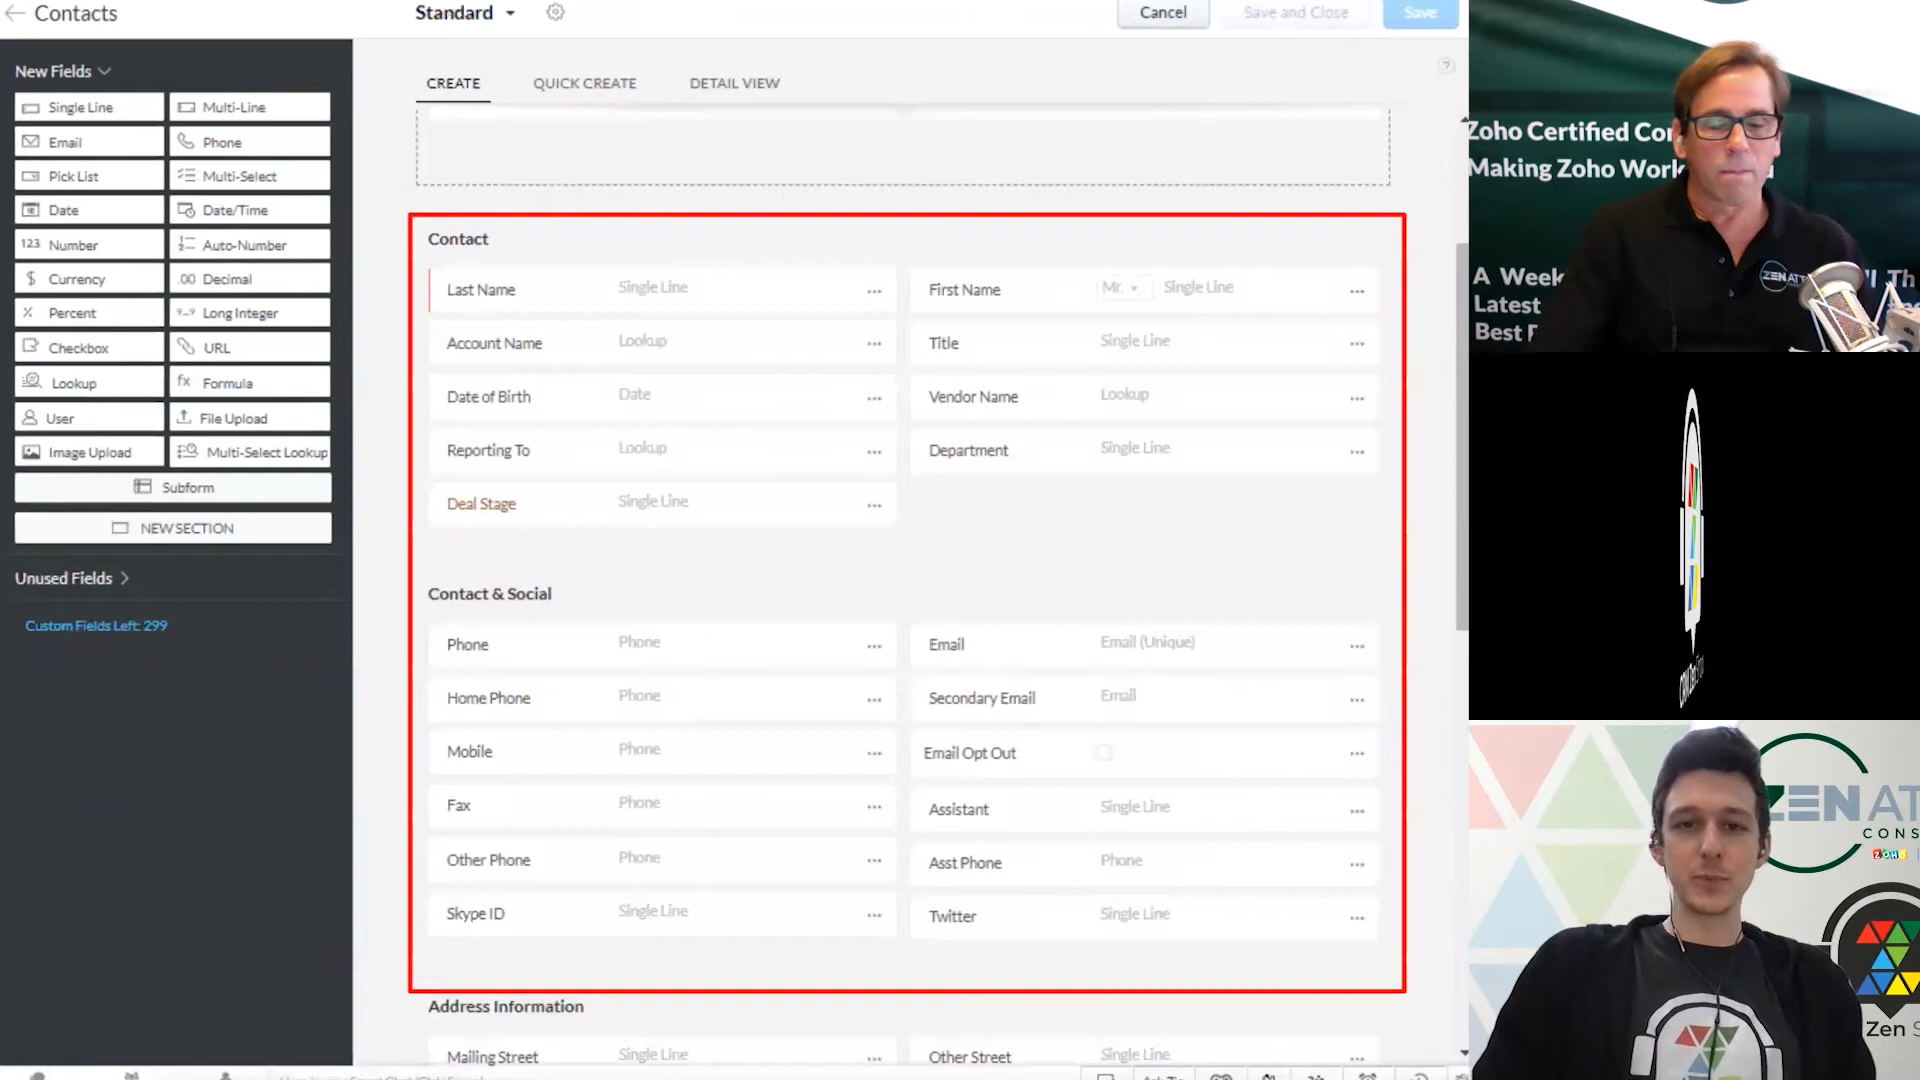 Contacts
Standard
Cancel
Save and Close
Save
New Fields
Single Line
Multi-Line
Email
Phone
Pick List
Multi-Select
Date
Date/Time
123 Number
Auto-Number
$ Currency
.00 Decimal
% Percent
Long Integer
Checkbox
URL
Lookup
fx Formula
User
File Upload
Image Upload
Multi-Select Lookup
Subform
NEW SECTION
Unused Fields
Custom Fields Left: 299
CREATE
QUICK CREATE
DETAIL VIEW
?
Contact
Last Name Single Line ...
First Name Mr. Single Line ...
Account Name Lookup ...
Title Single Line ...
Date of Birth Date ...
Vendor Name Lookup ...
Reporting To Lookup ...
Department Single Line ...
Deal Stage Single Line ...
Contact & Social
Phone Phone ...
Email Email (Unique) ...
Home Phone Phone ...
Secondary Email Email ...
Mobile Phone ...
Email Opt Out ...
Fax Phone ...
Assistant Single Line ...
Other Phone Phone ...
Asst Phone Phone ...
Skype ID Single Line ...
Twitter Single Line ...
Address Information
Mailing Street Single Line ...
Other Street Single Line ...
Zoho Certified
Making Zoho Work
A Week
Latest
Best
ZEN
ZEN
CONS
ZOHO
Zen